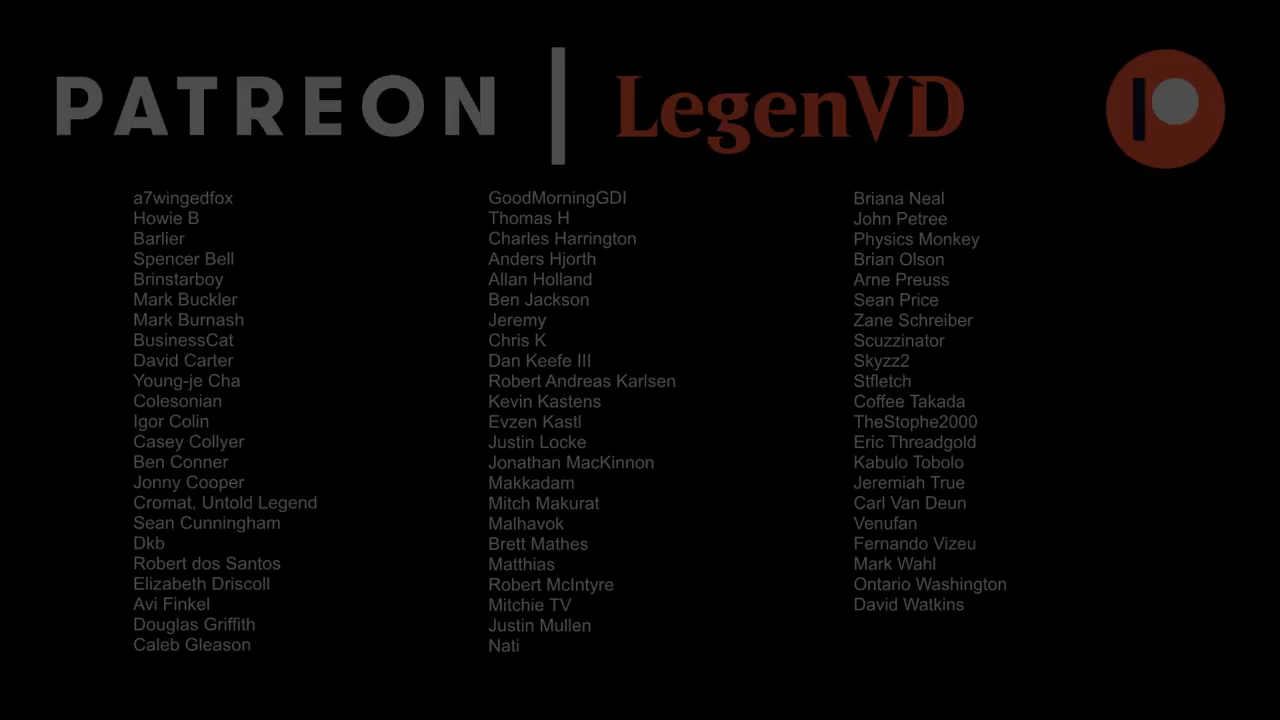 PATREON | LegenVD
a7wingedfox
Howie B
Barlier
Spencer Bell
Brinstarboy
Mark Buckler
Mark Burnash
BusinessCat
David Carter
Young-je Cha
Colesonian
Igor Colin
Casey Collyer
Ben Conner
Jonny Cooper
Cromat, Untold Legend
Sean Cunningham
Dkb
Robert dos Santos
Elizabeth Driscoll
Avi Finkel
Douglas Griffith
Caleb Gleason
GoodMorningGDI
Thomas H
Charles Harrington
Anders Hjorth
Allan Holland
Ben Jackson
Jeremy
Chris K
Dan Keefe III
Robert Andreas Karlsen
Kevin Kastens
Evzen Kastl
Justin Locke
Jonathan MacKinnon
Makkadam
Mitch Makurat
Malhavok
Brett Mathes
Matthias
Robert McIntyre
Mitchie TV
Justin Mullen
Nati
Briana Neal
John Petree
Physics Monkey
Brian Olson
Arne Preuss
Sean Price
Zane Schreiber
Scuzzinator
Skyzz2
Stfletch
Coffee Takada
TheStophe2000
Eric Threadgold
Kabulo Tobolo
Jeremiah True
Carl Van Deun
Venufan
Fernando Vizeu
Mark Wahl
Ontario Washington
David Watkins